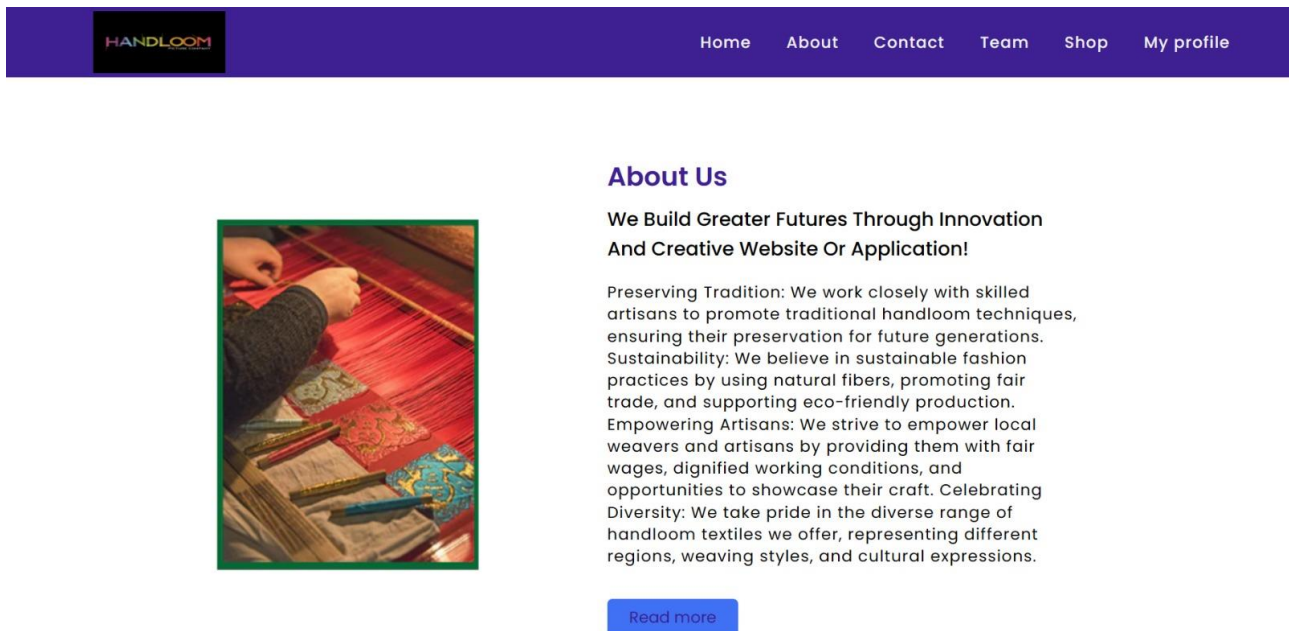 HANDLOOM
Home About Contact Team Shop My profile
About Us
We Build Greater Futures Through Innovation
And Creative Website Or Application!
Preserving Tradition: We work closely with skilled
artisans to promote traditional handloom techniques,
ensuring their preservation for future generations.
Sustainability: We believe in sustainable fashion
practices by using natural fibers, promoting fair
trade, and supporting eco-friendly production.
Empowering Artisans: We strive to empower local
weavers and artisans by providing them with fair
wages, dignified working conditions, and
opportunities to showcase their craft. Celebrating
Diversity: We take pride in the diverse range of
handloom textiles we offer, representing different
regions, weaving styles, and cultural expressions.
Read more